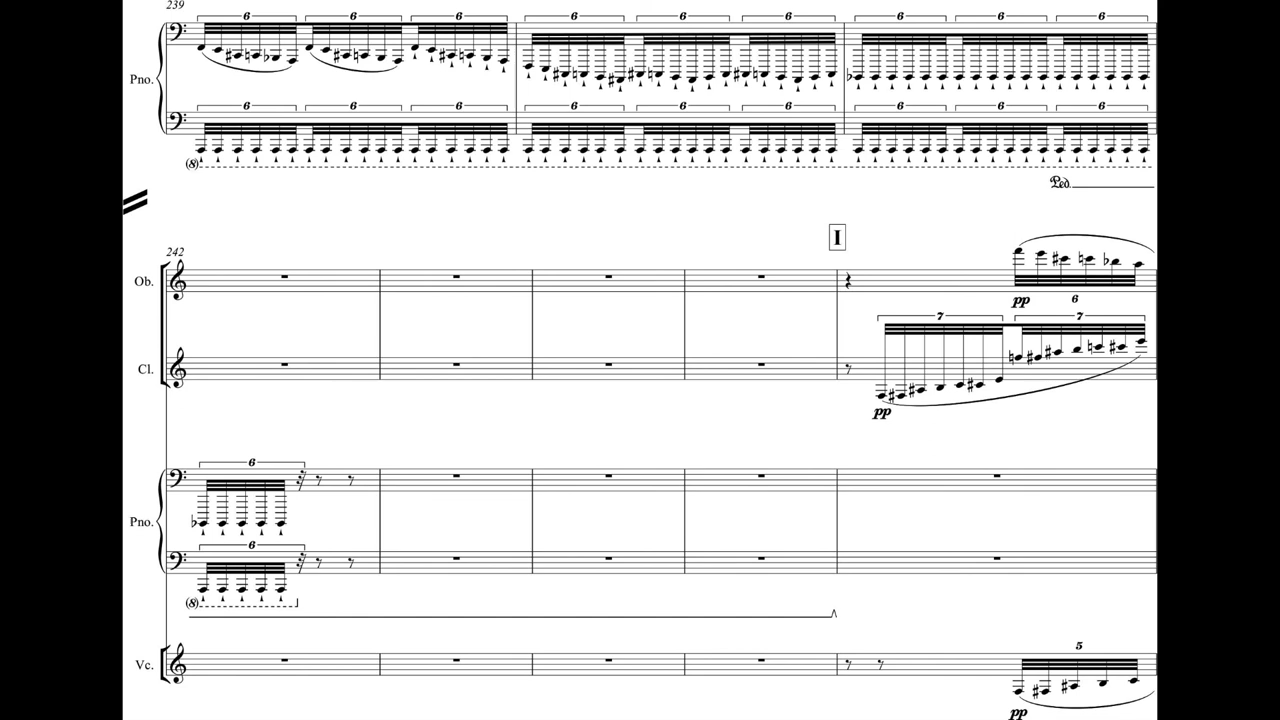 239
6 6 6 6 6 6 6 6 6
Pno.
6 6 6 6 6 6 6 6 6
(8)
Ped.
I
242
Ob.
pp 6
7 7
Cl.
pp
6
Pno.
6
(8)
5
Vc.
pp